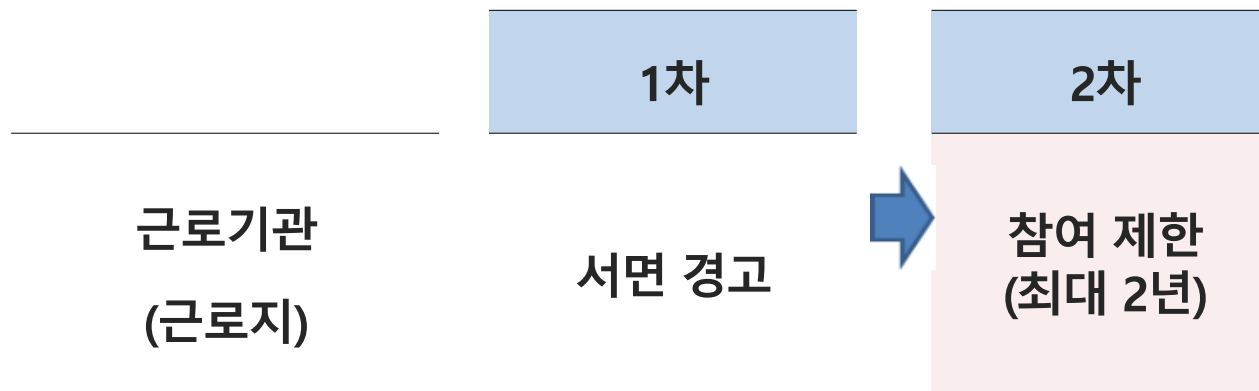 1차
2차
근로기관
(근로지)
서면 경고
참여 제한
(최대 2년)